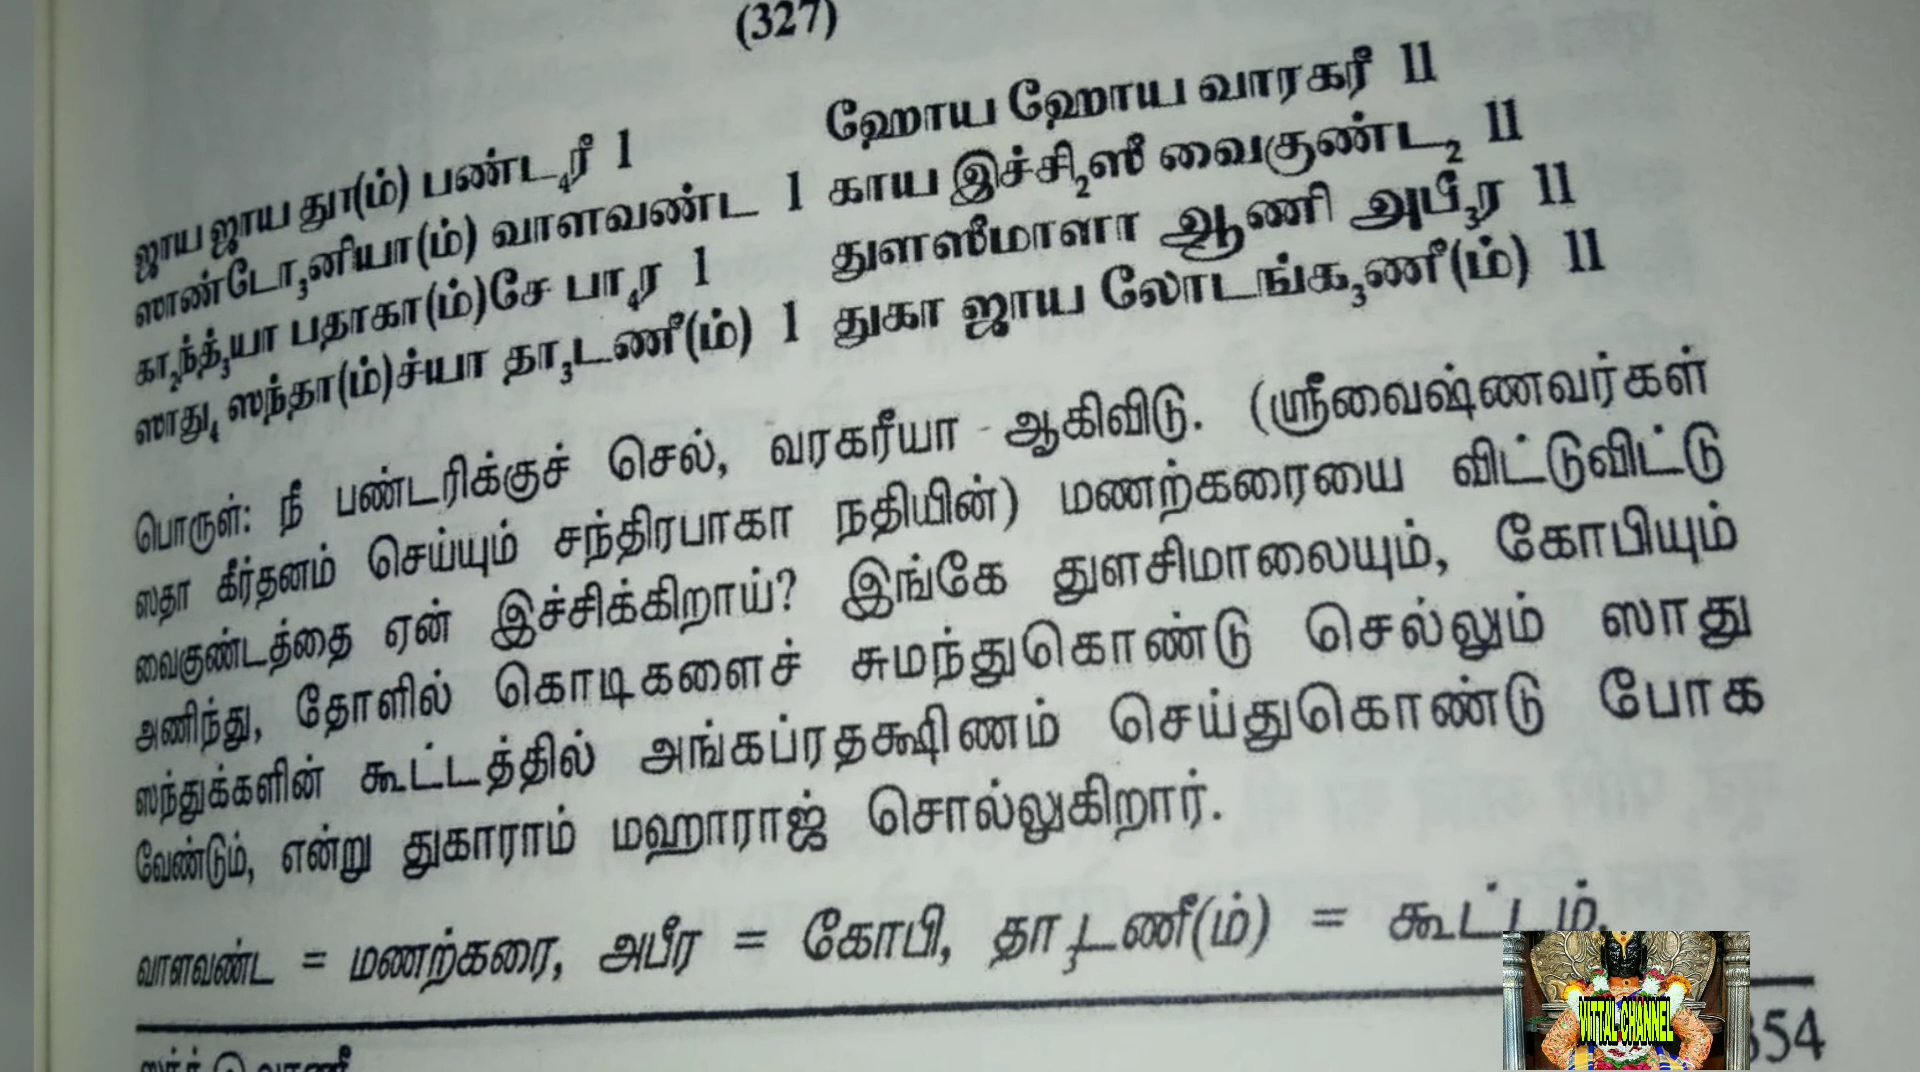 (327)
ஜாய ஜாய தூ(ம்) பண்ட₄ரீ 1 ஹோய ஹோய வாரகரீ 11
ஸாண்டோ₃னியா(ம்) வாளவண்ட 1 காய இச்சி₂ஸீ வைகுண்ட₂ 11
கா₂ந்த்₃யா பதாகா(ம்)சே பா₄ர 1 துளஸீமாளா ஆணி அபீ₃ர 11
ஸாது₄ ஸந்தா(ம்)ச்யா தா₃டணீ(ம்) 1 துகா ஜாய லோடங்க₃ணீ(ம்) 11
பொருள்: நீ பண்டரிக்குச் செல், வரகரீயா ஆகிவிடு. (ஸ்ரீவைஷ்ணவர்கள்
ஸதா கீர்தனம் செய்யும் சந்திரபாகா நதியின்) மணற்கரையை விட்டுவிட்டு
வைகுண்டத்தை ஏன் இச்சிக்கிறாய்? இங்கே துளசிமாலையும், கோபியும்
அணிந்து, தோளில் கொடிகளைச் சுமந்துகொண்டு செல்லும் ஸாது
ஸந்துக்களின் கூட்டத்தில் அங்கப்ரதக்ஷிணம் செய்துகொண்டு போக
வேண்டும், என்று துகாராம் மஹாராஜ் சொல்லுகிறார்.
வாளவண்ட = மணற்கரை, அபீர = கோபி, தா₃டணீ(ம்) = கூட்டம்.
VITTAL CHANNEL
354